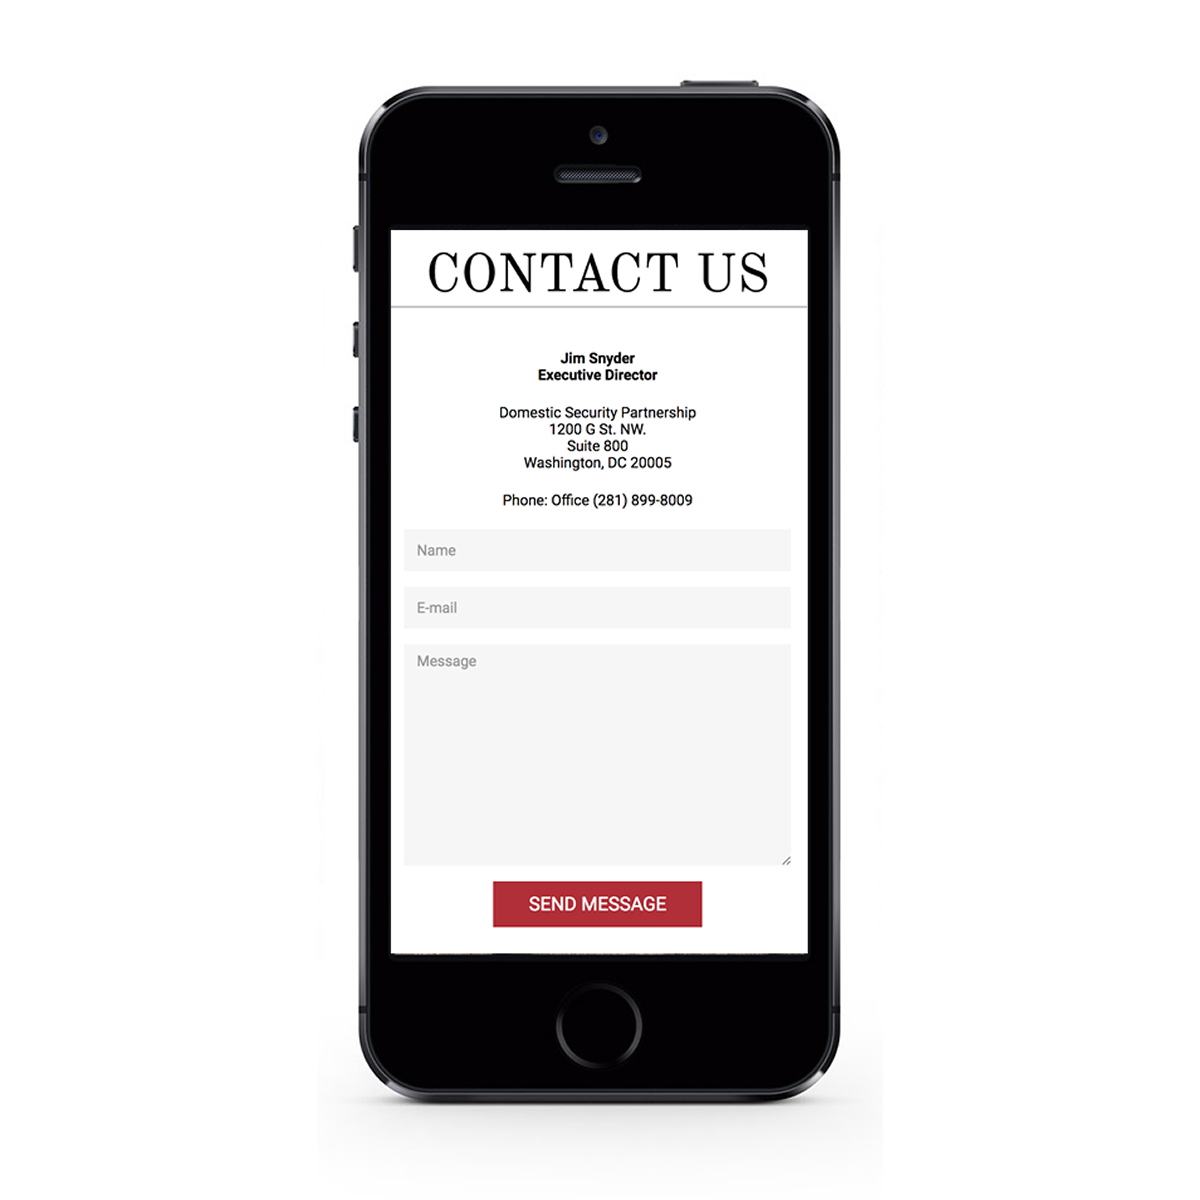 CONTACT US
Jim Snyder
Executive Director
Domestic Security Partnership
1200 G St. NW.
Suite 800
Washington, DC 20005
Phone: Office (281) 899-8009
Name
E-mail
Message
SEND MESSAGE